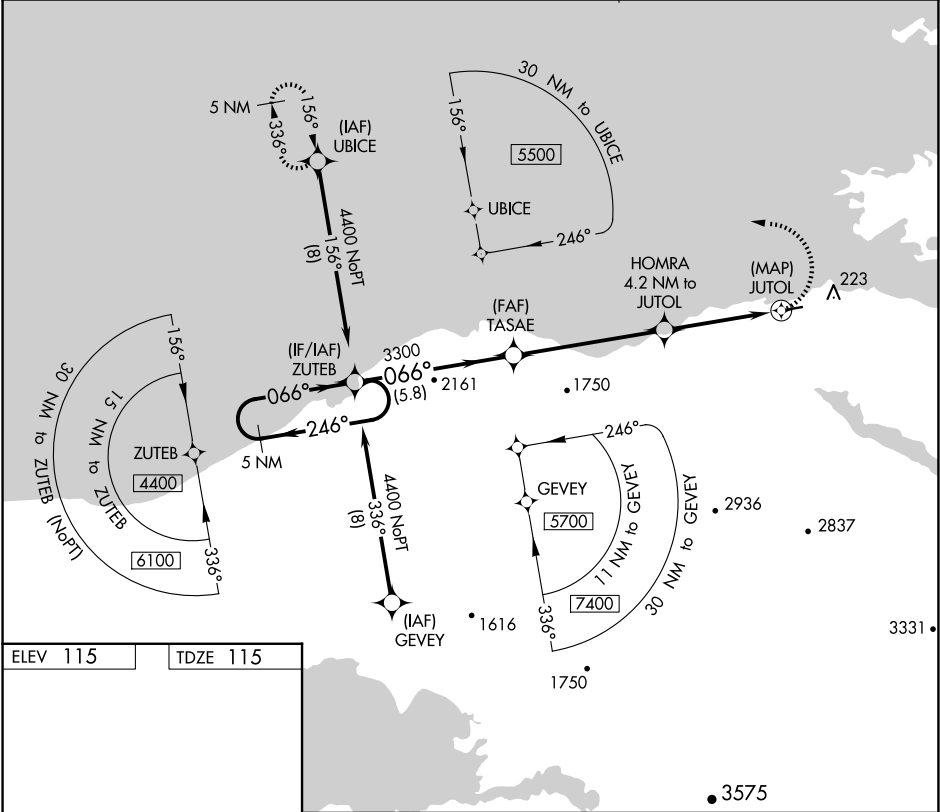 5 NM
156°
336°
(IAF)
UBICE
4400 NoPT
156°
(8)
30 NM to UBICE
156°
5500
UBICE
246°
HOMRA
4.2 NM to
JUTOL
(MAP)
JUTOL
223
(FAF)
TASAE
(IF/IAF)
ZUTEB
3300
066°
066°
(5.8)
2161
1750
246°
5 NM
156°
30 NM to ZUTEB (NoPT)
15 NM to ZUTEB
ZUTEB
4400
6100
336°
4400 NoPT
336°
(8)
(IAF)
GEVEY
246°
GEVEY
5700
11 NM to GEVEY
30 NM to GEVEY
7400
336°
2936
2837
1616
3331
1750
3575
ELEV 115
TDZE 115